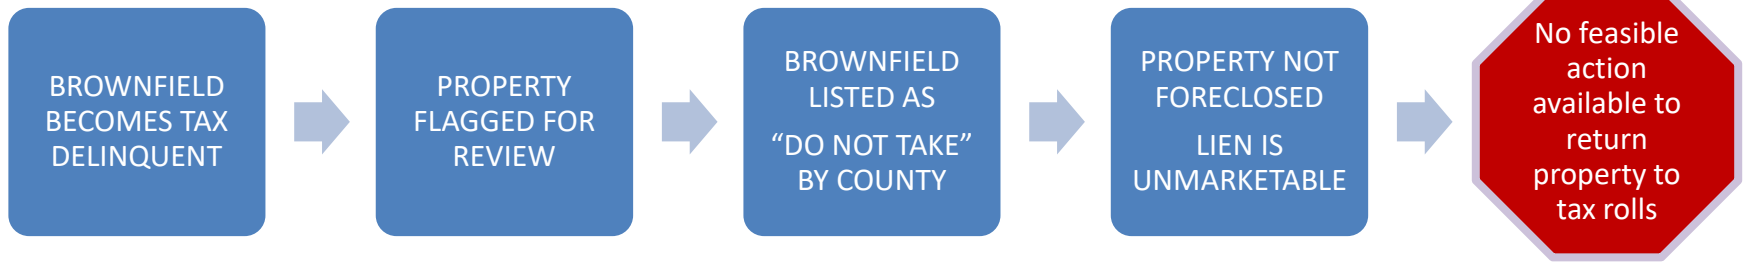 BROWNFIELD
BECOMES TAX
DELINQUENT
PROPERTY
FLAGGED FOR
REVIEW
BROWNFIELD
LISTED AS
“DO NOT TAKE”
BY COUNTY
PROPERTY NOT
FORECLOSED
LIEN IS
UNMARKETABLE
No feasible
action
available to
return
property to
tax rolls